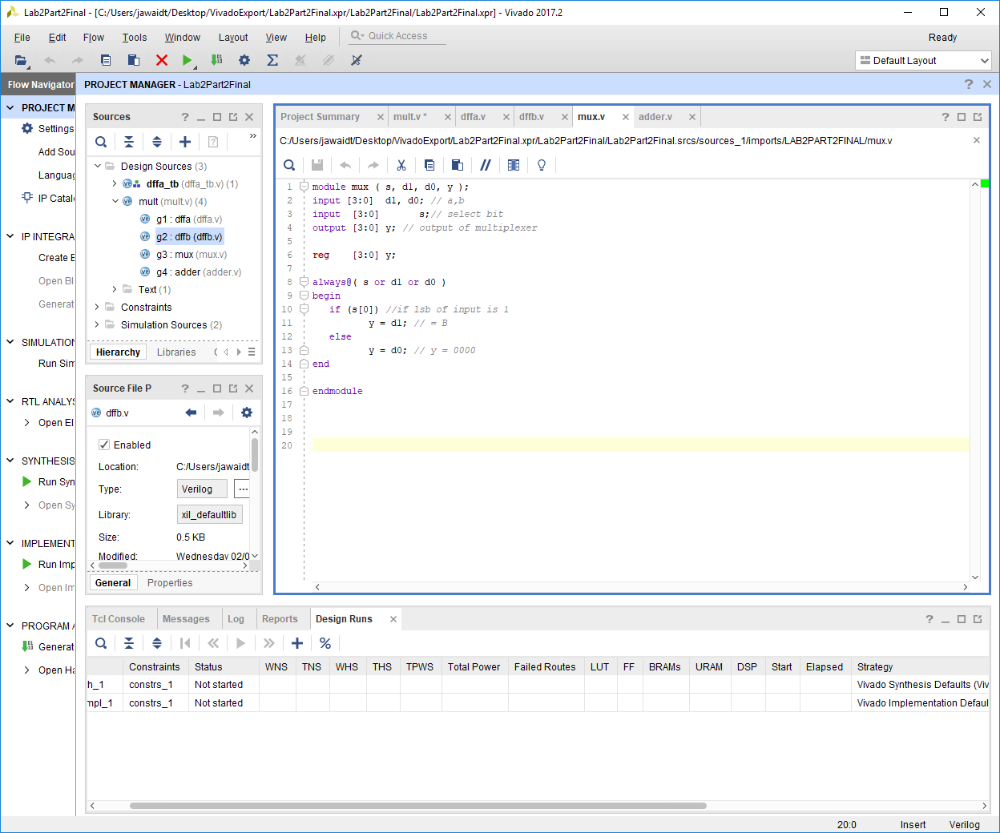 Lab2Part2Final - [C:/Users/jawaidt/Desktop/VivadoExport/Lab2Part2Final.xpr/Lab2Part2Final/Lab2Part2Final.xpr] - Vivado 2017.2
File Edit Flow Tools Window Layout View Help Quick Access Ready
Default Layout
Flow Navigator
PROJECT M
Settings
Add Sou
Languag
IP Catal
IP INTEGRA
Create B
Open Bl
Generat
SIMULATION
Run Sim
RTL ANALYS
Open El
SYNTHESIS
Run Syn
Open Sy
IMPLEMENT
Run Imp
Open Im
PROGRAM A
Generat
Open Ha
PROJECT MANAGER - Lab2Part2Final
Sources
Design Sources (3)
dffa_tb (dffa_tb.v) (1)
mult (mult.v) (4)
g1 : dffa (dffa.v)
g2 : dffb (dffb.v)
g3 : mux (mux.v)
g4 : adder (adder.v)
Text (1)
Constraints
Simulation Sources (2)
Hierarchy Libraries
Source File P
dffb.v
Enabled
Location: C:/Users/jawaidt
Type: Verilog ...
Library: xil_defaultlib
Size: 0.5 KB
Modified: Wednesday 02/0
General Properties
Project Summary mult.v * dffa.v dffb.v mux.v adder.v
C:/Users/jawaidt/Desktop/VivadoExport/Lab2Part2Final.xpr/Lab2Part2Final/Lab2Part2Final.srcs/sources_1/imports/LAB2PART2FINAL/mux.v
1 module mux ( s, d1, d0, y );
2 input [3:0] d1, d0; // a,b
3 input [3:0] s;// select bit
4 output [3:0] y; // output of multiplexer
5
6 reg [3:0] y;
7
8 always@( s or d1 or d0 )
9 begin
10 if (s[0]) //if lsb of input is 1
11 y = d1; // = B
12 else
13 y = d0; // y = 0000
14 end
15
16 endmodule
17
18
19
20
Tcl Console Messages Log Reports Design Runs
Constraints Status WNS TNS WHS THS TPWS Total Power Failed Routes LUT FF BRAMs URAM DSP Start Elapsed Strategy
h_1 constrs_1 Not started Vivado Synthesis Defaults (Viv
mpl_1 constrs_1 Not started Vivado Implementation Defaul
20:0 Insert Verilog